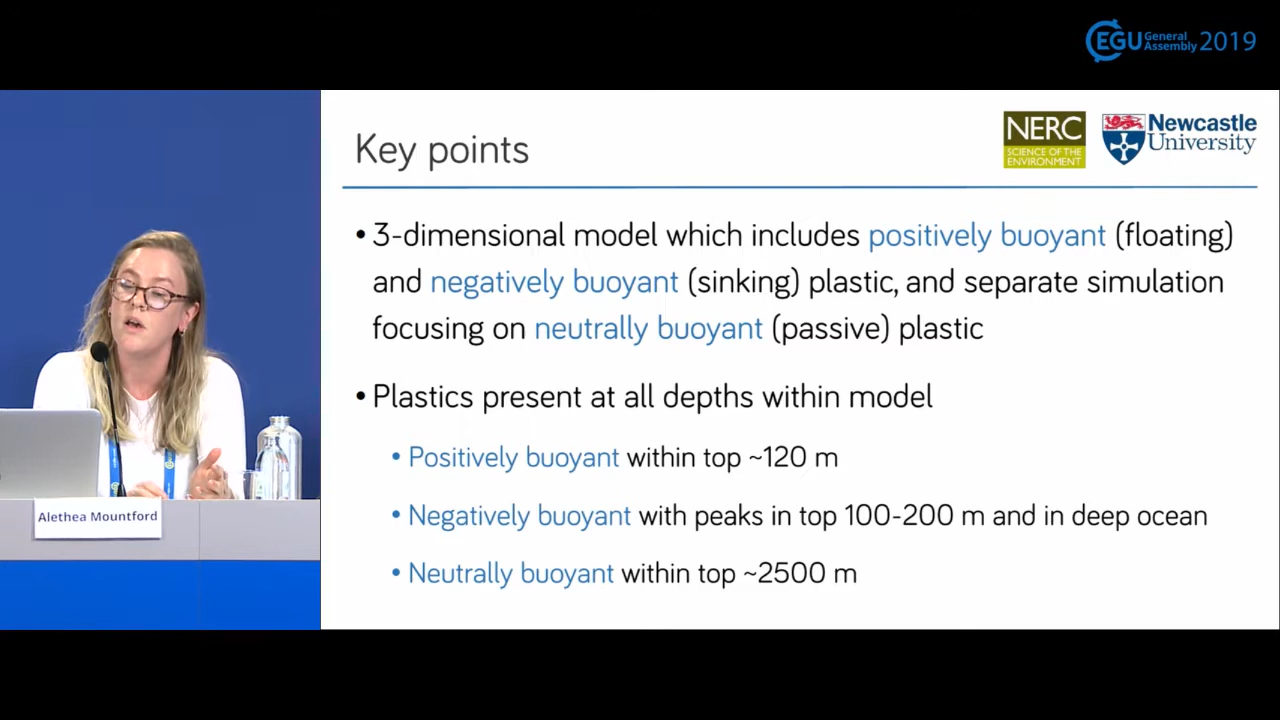 EGU General Assembly 2019
NERC
SCIENCE OF THE ENVIRONMENT
Newcastle University
Key points
• 3-dimensional model which includes positively buoyant (floating)
and negatively buoyant (sinking) plastic, and separate simulation
focusing on neutrally buoyant (passive) plastic
• Plastics present at all depths within model
• Positively buoyant within top ~120 m
• Negatively buoyant with peaks in top 100-200 m and in deep ocean
• Neutrally buoyant within top ~2500 m
Alethea Mountford